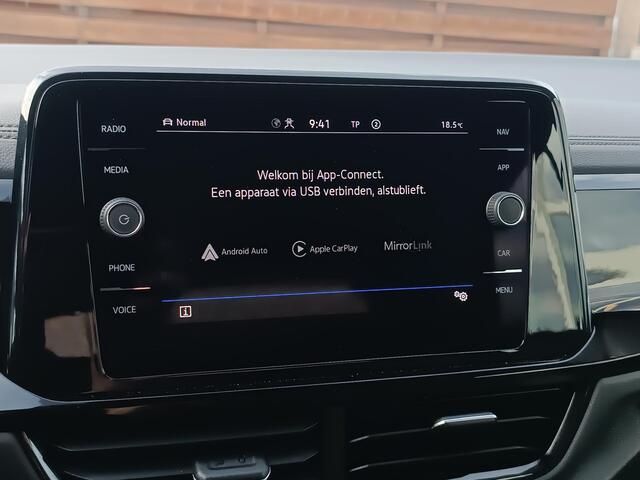 RADIO
MEDIA
PHONE
VOICE
Normal 9:41 TP 2 18.5°C
Welkom bij App-Connect.
Een apparaat via USB verbinden, alstublieft.
Android Auto Apple CarPlay MirrorLink
i
NAV
APP
CAR
MENU